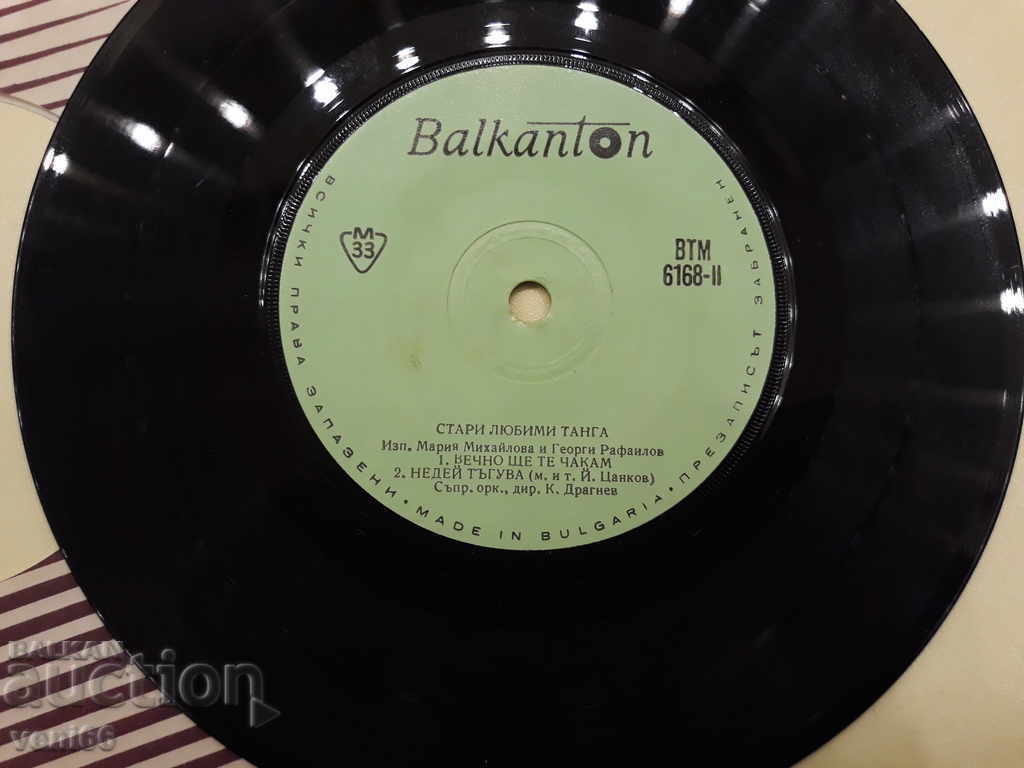 Balkanton
M
33
ВТМ
6168-II
СТАРИ ЛЮБИМИ ТАНГА
Изп. Мария Михайлова и Георги Рафаилов
1. ВЕЧНО ЩЕ ТЕ ЧАКАМ
2. НЕДЕЙ ТЪГУВА (м. и т. Й. Цанков)
Съпр. орк., дир. К. Драгнев
ВСИЧКИ ПРАВА ЗАПАЗЕНИ • MADE IN BULGARIA • ПРЕЗАПИСЪТ ЗАБРАНЕН
BALKAN
auction
veni66